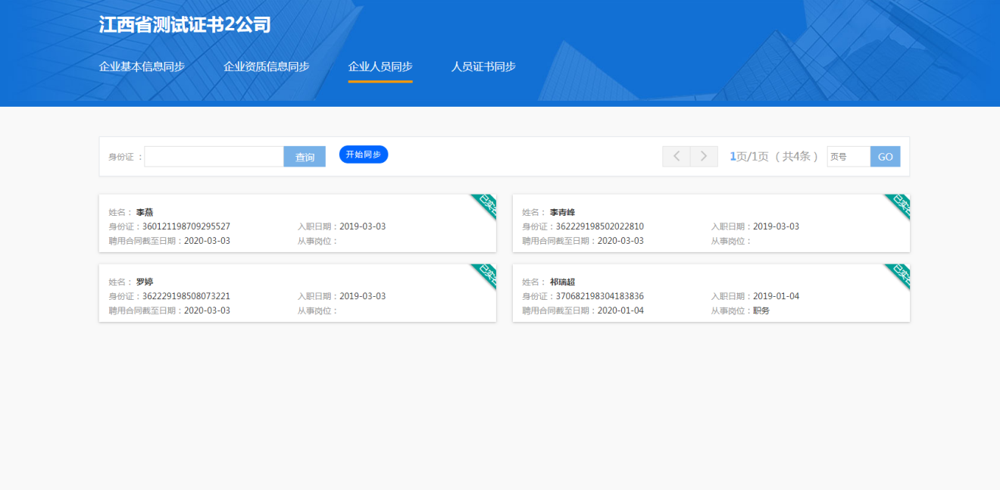 江西省测试证书2公司
企业基本信息同步 企业资质信息同步 企业人员同步 人员证书同步
身份证 ： 查询 开始同步 1页/1页 ( 共4条 ) 页号 GO
姓名： 李燕
身份证：360121198709295527 入职日期：2019-03-03
聘用合同截至日期：2020-03-03 从事岗位：
已实名
姓名： 李青峰
身份证：362229198502022810 入职日期：2019-03-03
聘用合同截至日期：2020-03-03 从事岗位：
已实名
姓名： 罗婷
身份证：362229198508073221 入职日期：2019-03-03
聘用合同截至日期：2020-03-03 从事岗位：
已实名
姓名： 祁瑞超
身份证：370682198304183836 入职日期：2019-01-04
聘用合同截至日期：2020-01-04 从事岗位：职务
已实名